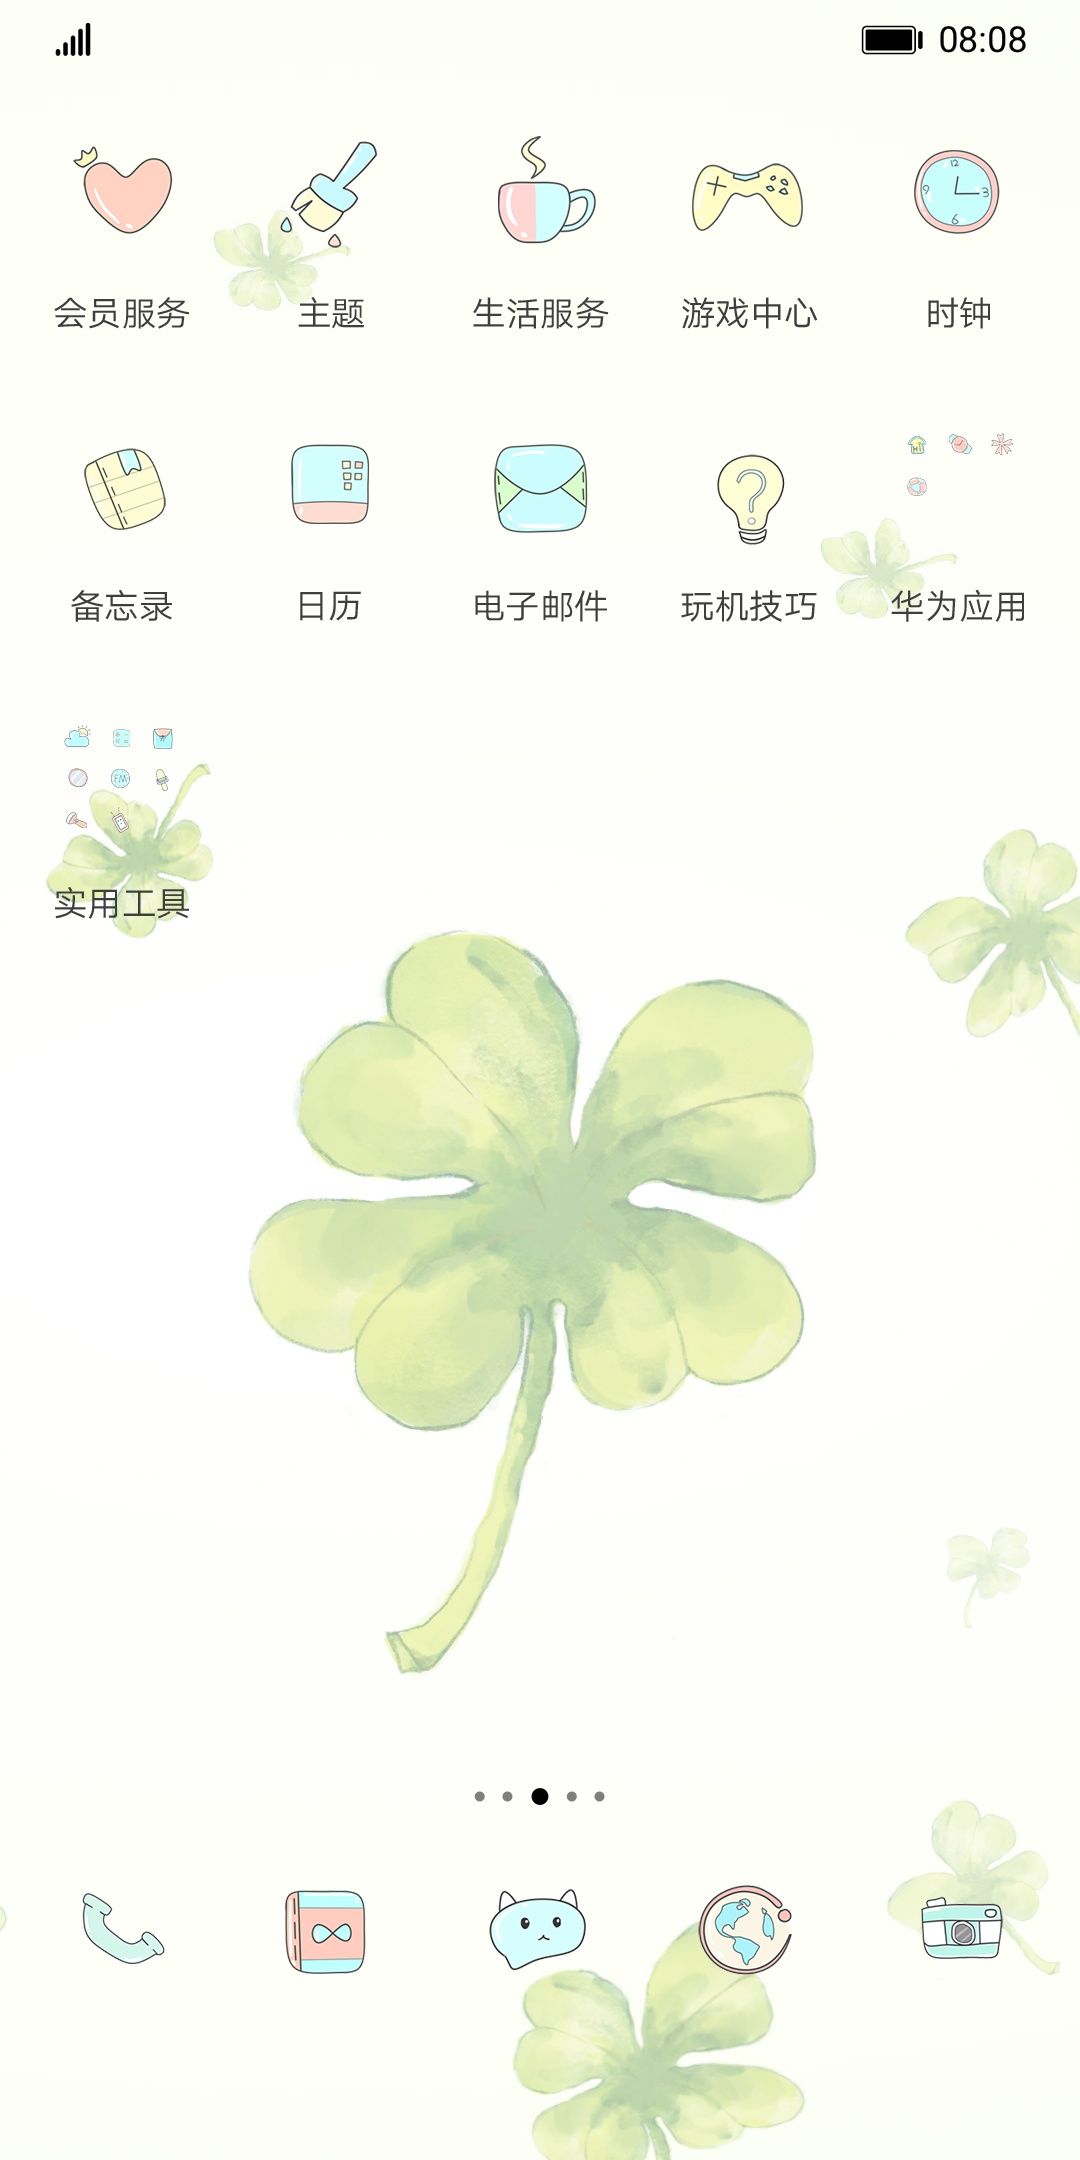 08:08
会员服务 主题 生活服务 游戏中心 时钟
备忘录 日历 电子邮件 玩机技巧 华为应用
实用工具